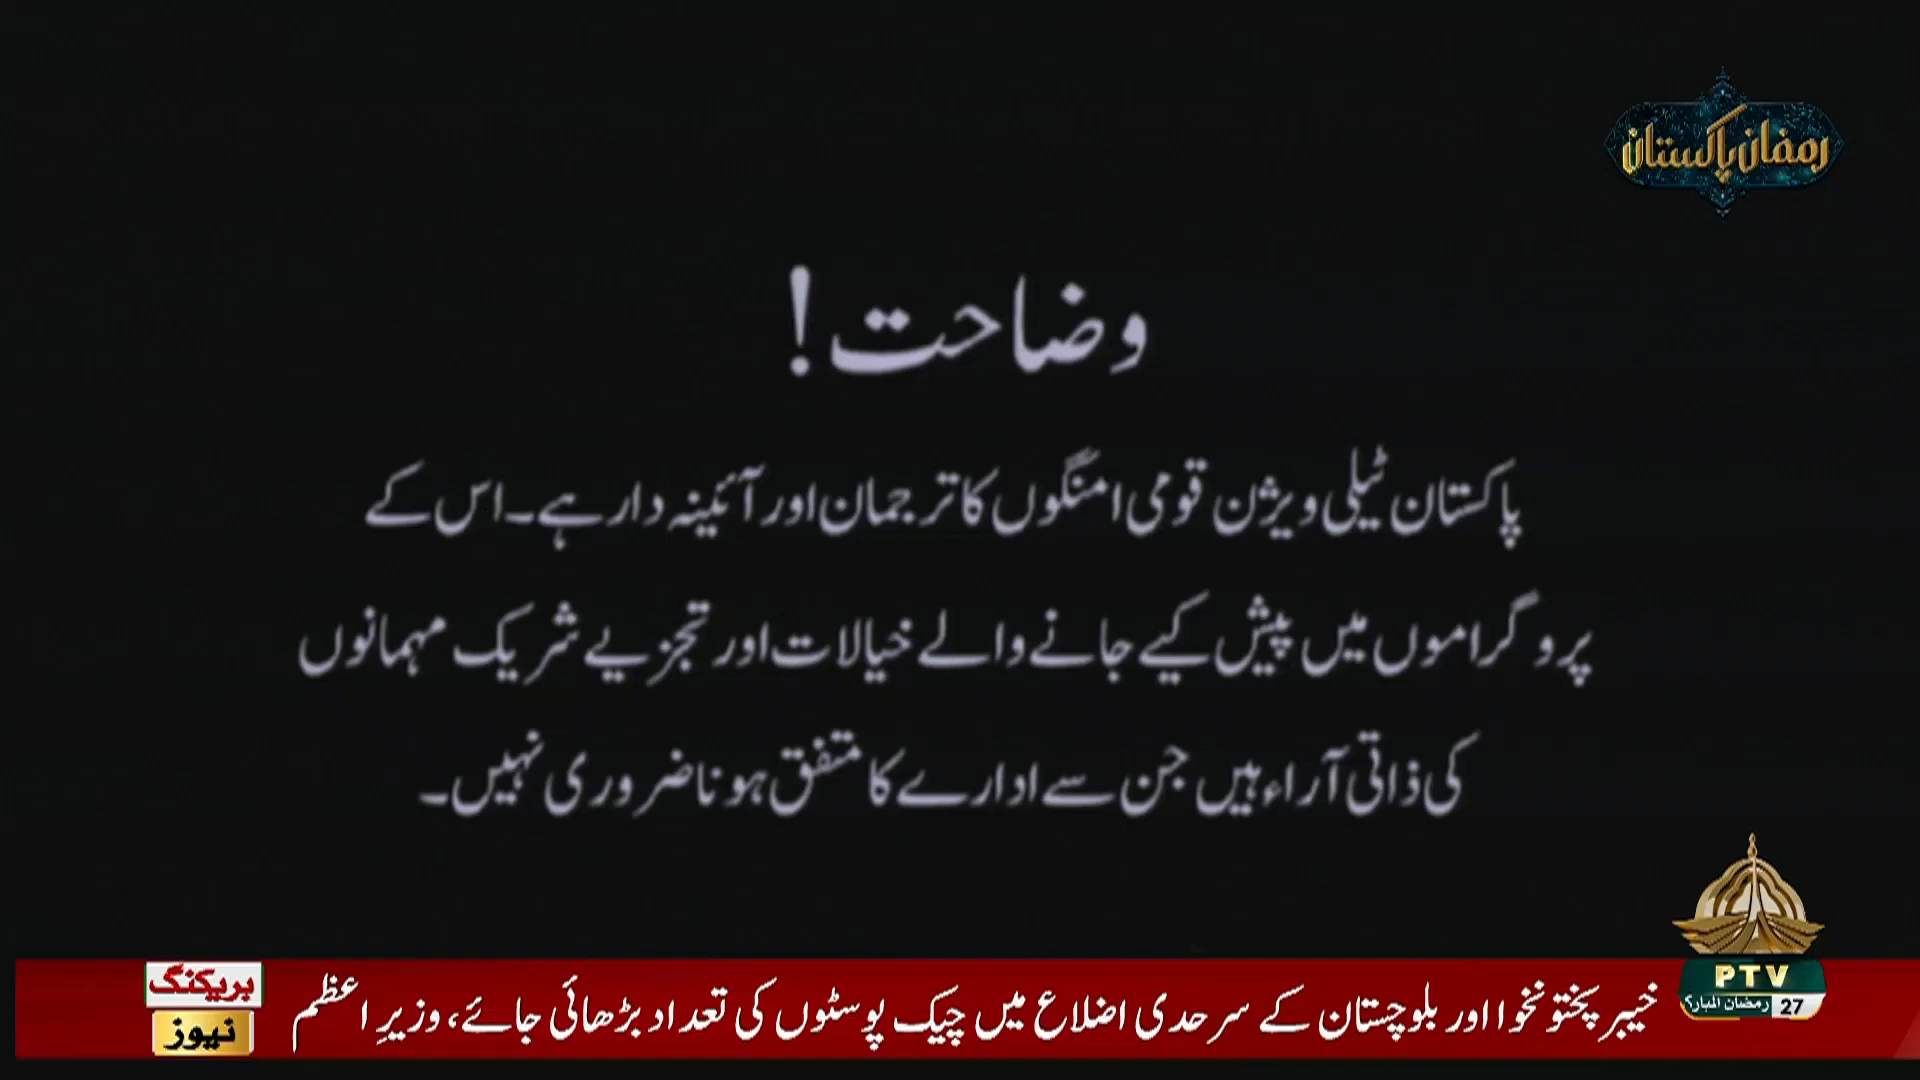 رمضان پاکستان
وضاحت!
پاکستان ٹیلی ویژن قومی امنگوں کا ترجمان اور آئینہ دار ہے۔ اس کے
پروگراموں میں پیش کیے جانے والے خیالات اور تجزیے شریک مہمانوں
کی ذاتی آراء ہیں جن سے ادارے کا متفق ہونا ضروری نہیں۔
PTV
27 رمضان المبارک
خیبر پختونخوا اور بلوچستان کے سرحدی اضلاع میں چیک پوسٹوں کی تعداد بڑھائی جائے، وزیرِ اعظم
بریکنگ
نیوز